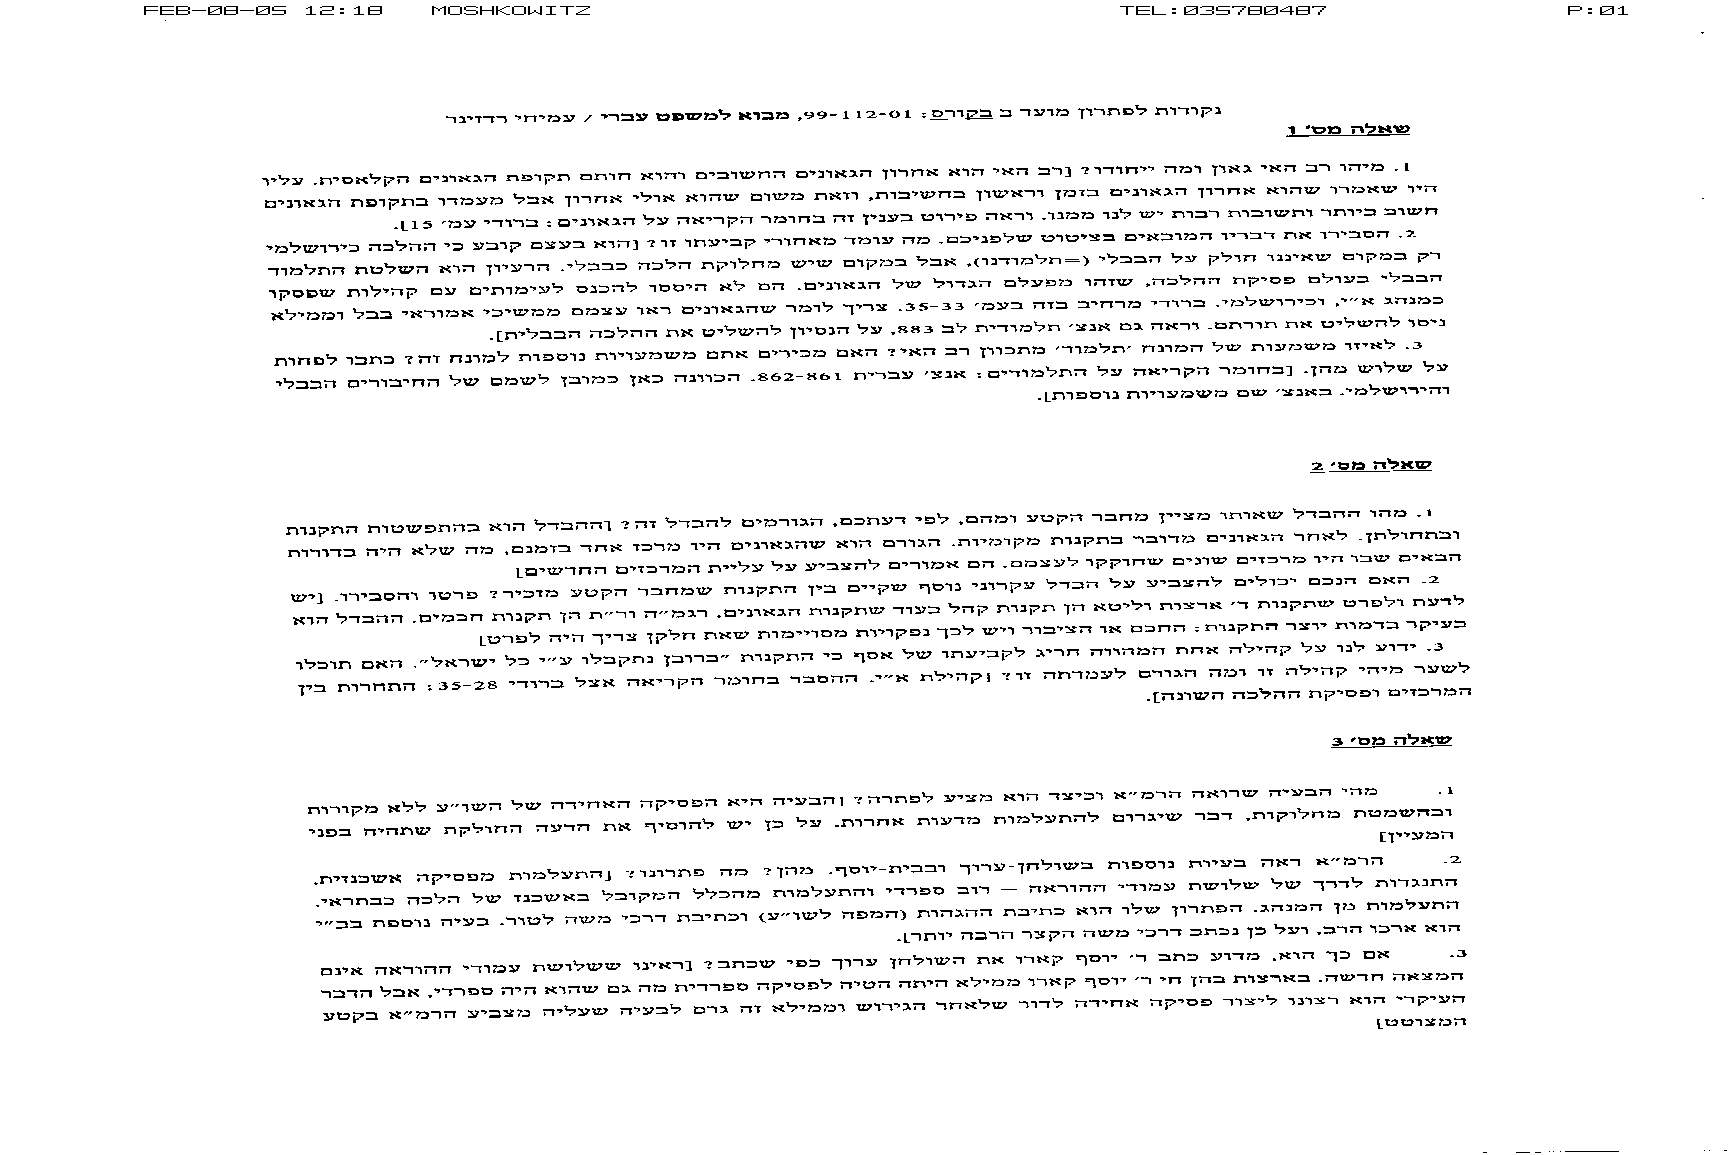 FEB-08-05 12:18 MOSHKOWITZ TEL:035780487 P:01
נקודות לפתרון מועד ב בקורס: 99-112-01, מבוא למשפט עברי / עמיחי רדזינר
שאלה מס' 1
1. מיהו רב האי גאון ומה ייחודו? [רב האי הוא אחרון הגאונים החשובים והוא חותם תקופת הגאונים הקלאסית. עליו
היו שאמרו שהוא אחרון הגאונים בזמן וראשון בחשיבות, וזאת משום שהוא אולי אחרון אבל מעמדו בתקופת הגאונים
חשוב ביותר ותשובות רבות יש לנו ממנו. וראה פירוט בענין זה בחומר הקריאה על הגאונים: ברודי עמ' 15].
2. הסבירו את דבריו המובאים בציטוט שלפניכם. מה עומד מאחורי קביעתו זו? [הוא בעצם קובע כי ההלכה כירושלמי
רק במקום שאיננו חולק על הבבלי (=תלמודנו), אבל במקום שיש מחלוקת הלכה כבבלי. הרעיון הוא השלטת התלמוד
הבבלי בעולם פסיקת ההלכה, שזהו מפעלם הגדול של הגאונים. הם לא היססו להכנס לעימותים עם קהילות שפסקו
כמנהג א"י, וכירושלמי. ברודי מרחיב בזה בעמ' 35-33. צריך לומר שהגאונים ראו עצמם ממשיכי אמוראי בבל וממילא
ניסו להשליט את תורתם. וראה גם אנצ' תלמודית לב 883, על הנסיון להשליט את ההלכה הבבלית].
3. לאיזו משמעות של המונח 'תלמוד' מתכוון רב האי? האם מכירים אתם משמעויות נוספות למונח זה? כתבו לפחות
על שלוש מהן. [בחומר הקריאה על התלמודים: אנצ' עברית 862-861. הכוונה כאן כמובן לשמם של החיבורים הבבלי
והירושלמי. באנצ' שם משמעויות נוספות].
שאלה מס' 2
1. מהו ההבדל שאותו מציין מחבר הקטע ומהם, לפי דעתכם, הגורמים להבדל זה? [ההבדל הוא בהתפשטות התקנות
ובתחולתן. לאחר הגאונים מדובר בתקנות מקומיות. הגורם הוא שהגאונים היו מרכז אחד בזמנם, מה שלא היה בדורות
הבאים שבו היו מרכזים שונים שחוקקו לעצמם. הם אמורים להצביע על עליית המרכזים החדשים]
2. האם הנכם יכולים להצביע על הבדל עקרוני נוסף שקיים בין התקנות שמחבר הקטע מזכיר? פרטו והסבירו. [יש
לדעת ולפרט שתקנות ד' ארצות וליטא הן תקנות קהל בעוד שתקנות הגאונים, רגמ"ה ור"ת הן תקנות חכמים. ההבדל הוא
בעיקר בדמות יוצר התקנות: החכם או הציבור ויש לכך נפקויות מסויימות שאת חלקן צריך היה לפרט]
3. ידוע לנו על קהילה אחת המהווה חריג לקביעתו של אסף כי התקנות "ברובן נתקבלו ע"י כל ישראל". האם תוכלו
לשער מיהי קהילה זו ומה הגורם לעמדתה זו? [קהילת א"י. ההסבר בחומר הקריאה אצל ברודי 35-28: התחרות בין
המרכזים ופסיקת ההלכה השונה].
שאלה מס' 3
1. מהי הבעיה שרואה הרמ"א וכיצד הוא מציע לפתרה? [הבעיה היא הפסיקה האחידה של השו"ע ללא מקורות
ובהשמטת מחלוקות, דבר שיגרום להתעלמות מדעות אחרות. על כן יש להוסיף את הדעה החולקת שתהיה בפני
המעיין]
2. הרמ"א ראה בעיות נוספות בשולחן-ערוך ובבית-יוסף. מהן? מה פתרונו? [התעלמות מפסיקה אשכנזית,
התנגדות לדרך של שלושת עמודי ההוראה – רוב ספרדי והתעלמות מהכלל המקובל באשכנז של הלכה כבתראי.
התעלמות מן המנהג. הפתרון שלו הוא כתיבת ההגהות (המפה לשו"ע) וכתיבת דרכי משה לטור. בעיה נוספת בב"י
הוא ארכו הרב, ועל כן נכתב דרכי משה הקצר הרבה יותר].
3. אם כך הוא, מדוע כתב ר' יוסף קארו את השולחן ערוך כפי שכתב? [ראינו ששלושת עמודי ההוראה אינם
המצאה חדשה. בארצות בהן חי ר' יוסף קארו ממילא היתה הטיה לפסיקה ספרדית מה גם שהוא היה ספרדי, אבל הדבר
העיקרי הוא רצונו ליצור פסיקה אחידה לדור שלאחר הגירוש וממילא זה גרם לבעיה שעליה מצביע הרמ"א בקטע
המצוטט]